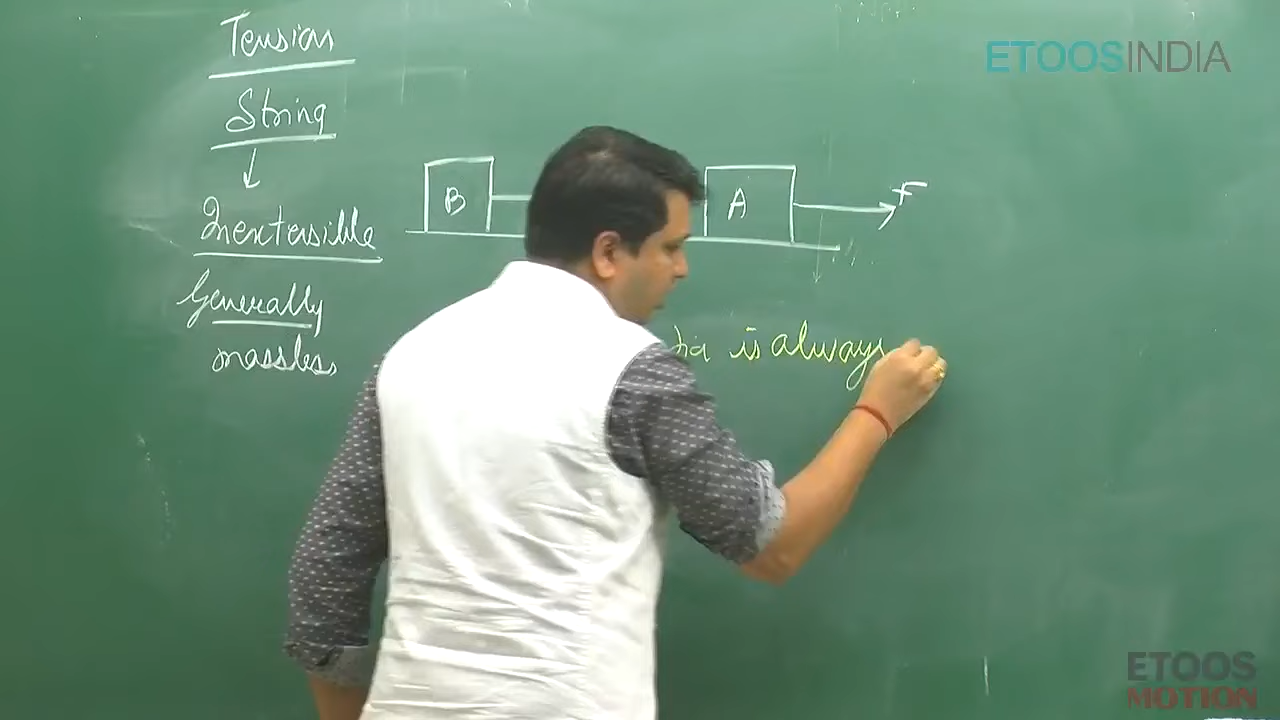 Tension
String
Inextensible
Generally
massless
B
A
F
is always
ETOOSINDIA
ETOOS
MOTION